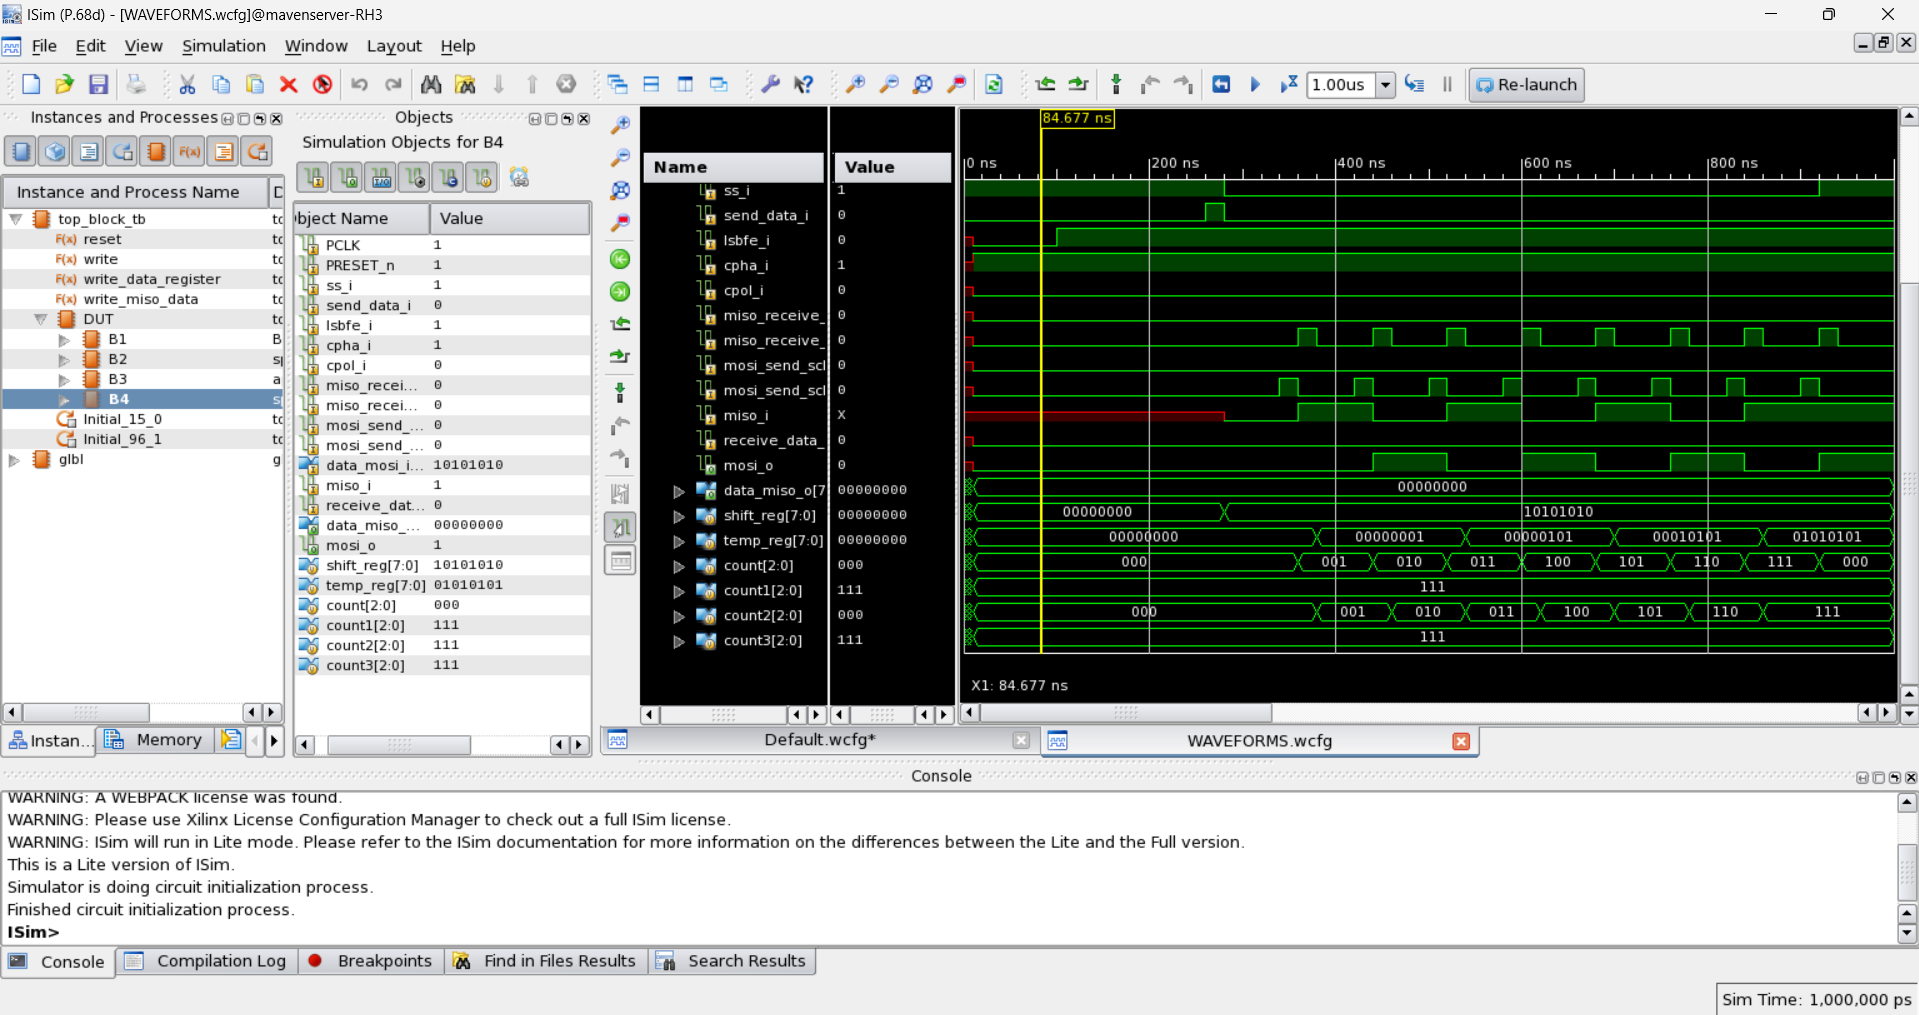 ISim (P.68d) - [WAVEFORMS.wcfg]@mavenserver-RH3
File Edit View Simulation Window Layout Help
1.00us Re-launch
Instances and Processes
Instance and Process Name
top_block_tb
reset
write
write_data_register
write_miso_data
DUT
B1
B2
B3
B4
Initial_15_0
Initial_96_1
glbl
Instan... Memory
Objects
Simulation Objects for B4
bject Name Value
PCLK 1
PRESET_n 1
ss_i 1
send_data_i 0
lsbfe_i 1
cpha_i 1
cpol_i 0
miso_recei... 0
miso_recei... 0
mosi_send_... 0
mosi_send_... 0
data_mosi_i... 10101010
miso_i 1
receive_dat... 0
data_miso_... 00000000
mosi_o 1
shift_reg[7:0] 10101010
temp_reg[7:0] 01010101
count[2:0] 000
count1[2:0] 111
count2[2:0] 111
count3[2:0] 111
Name Value
ss_i 1
send_data_i 0
lsbfe_i 0
cpha_i 1
cpol_i 0
miso_receive_ 0
miso_receive_ 0
mosi_send_scl 0
mosi_send_scl 0
miso_i X
receive_data_ 0
mosi_o 0
data_miso_o[7 00000000
shift_reg[7:0] 00000000
temp_reg[7:0] 00000000
count[2:0] 000
count1[2:0] 111
count2[2:0] 000
count3[2:0] 111
84.677 ns
0 ns 200 ns 400 ns 600 ns 800 ns
00000000
00000000 10101010
00000000 00000001 00000101 00010101 01010101
000 001 010 011 100 101 110 111 000
111
000 001 010 011 100 101 110 111
111
X1: 84.677 ns
Default.wcfg* WAVEFORMS.wcfg
Console
WARNING: A WEBPACK license was found.
WARNING: Please use Xilinx License Configuration Manager to check out a full ISim license.
WARNING: ISim will run in Lite mode. Please refer to the ISim documentation for more information on the differences between the Lite and the Full version.
This is a Lite version of ISim.
Simulator is doing circuit initialization process.
Finished circuit initialization process.
ISim>
Console Compilation Log Breakpoints Find in Files Results Search Results
Sim Time: 1,000,000 ps